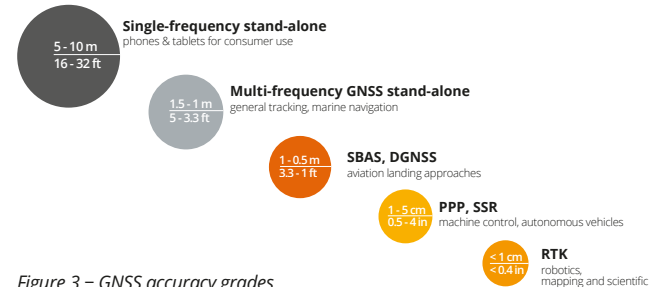 Single-frequency stand-alone
phones & tablets for consumer use
5 - 10 m
16 - 32 ft
Multi-frequency GNSS stand-alone
general tracking, marine navigation
1.5 - 1 m
5 - 3.3 ft
SBAS, DGNSS
aviation landing approaches
1 - 0.5 m
3.3 - 1 ft
PPP, SSR
machine control, autonomous vehicles
1 - 5 cm
0.5 - 4 in
RTK
robotics,
mapping and scientific
< 1 cm
< 0.4 in
Figure 3 – GNSS accuracy grades